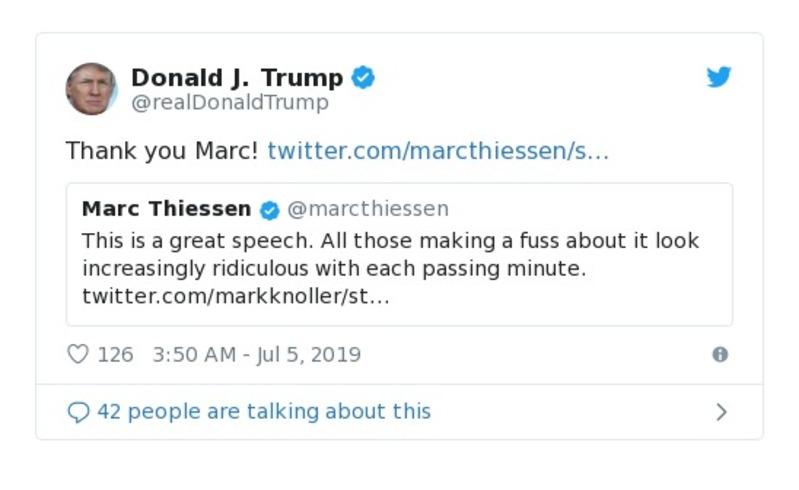 Donald J. Trump
@realDonaldTrump
Thank you Marc! twitter.com/marcthiessen/s…
Marc Thiessen @marcthiessen
This is a great speech. All those making a fuss about it look
increasingly ridiculous with each passing minute.
twitter.com/markknoller/st…
126 3:50 AM - Jul 5, 2019
42 people are talking about this